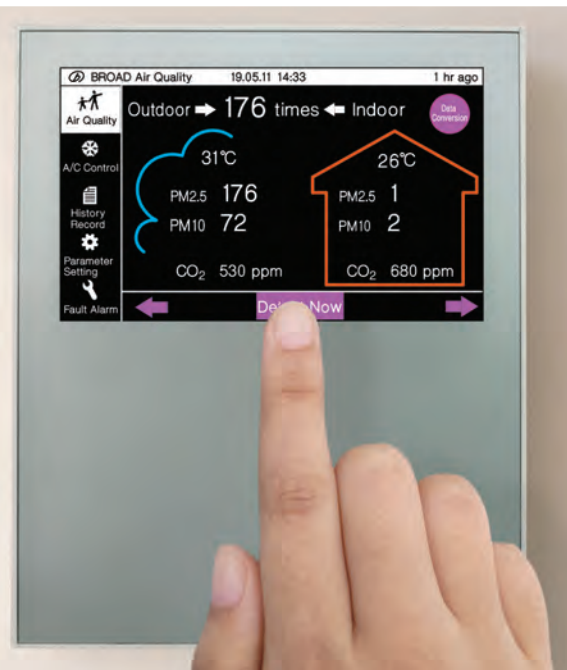 BROAD Air Quality 19.05.11 14:33 1 hr ago
Air Quality
A/C Control
History
Record
Parameter
Setting
Fault Alarm
Outdoor ➡ 176 times ⬅ Indoor
Data
Conversion
31℃
PM2.5 176
PM10 72
CO₂ 530 ppm
26℃
PM2.5 1
PM10 2
CO₂ 680 ppm
Now